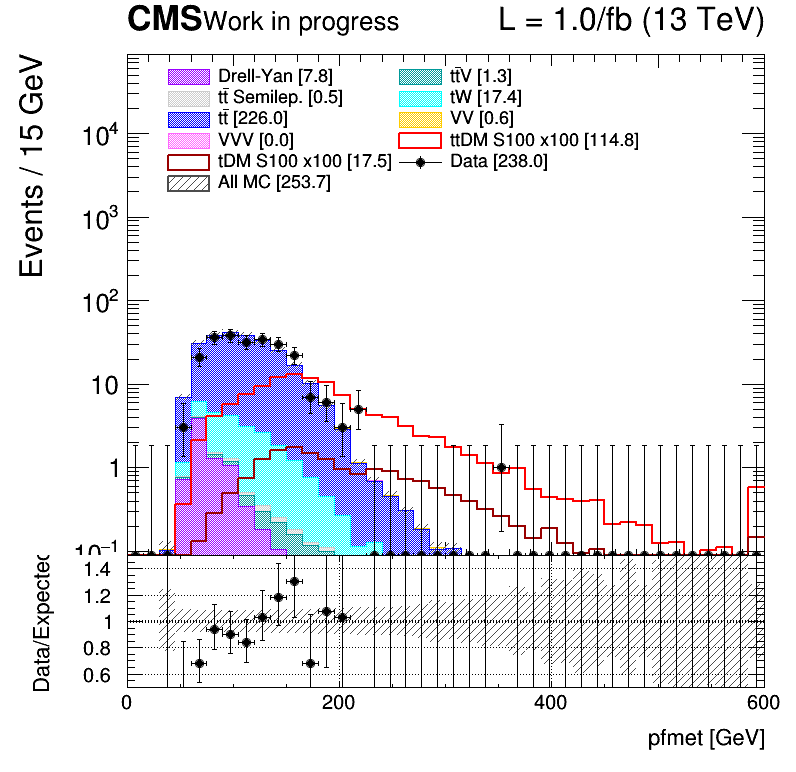 CMS Work in progress L = 1.0/fb (13 TeV)
Drell-Yan [7.8] tt̄V [1.3]
tt̄ Semilep. [0.5] tW [17.4]
tt̄ [226.0] VV [0.6]
VVV [0.0] ttDM S100 x100 [114.8]
tDM S100 x100 [17.5] Data [238.0]
All MC [253.7]
Events / 15 GeV
10⁴
10³
10²
10
1
10⁻¹
Data/Expected
1.4
1.2
1
0.8
0.6
0 200 400 600
pfmet [GeV]